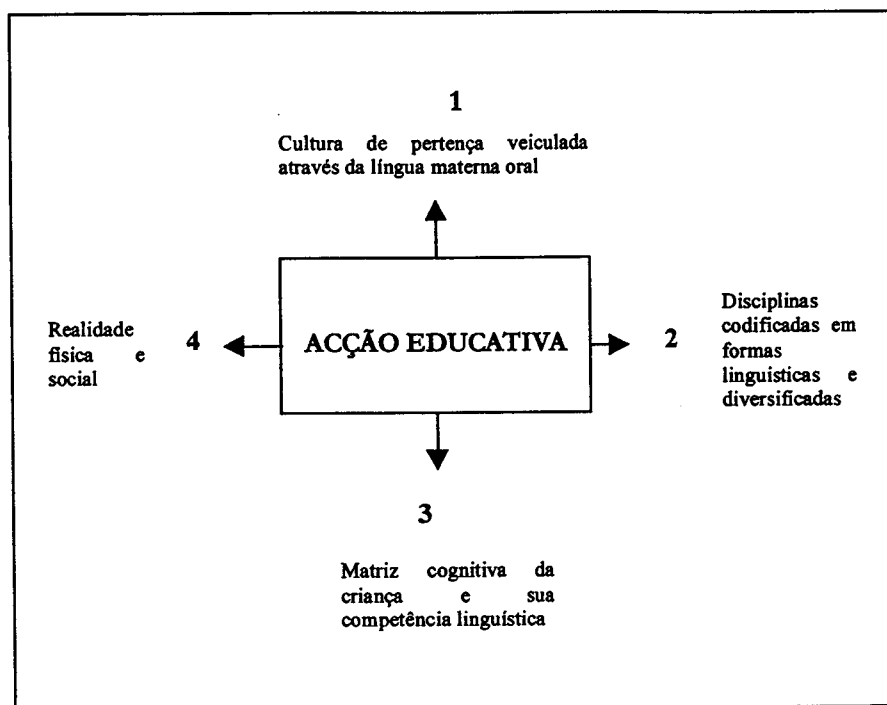 1
Cultura de pertença veiculada
através da língua materna oral
Realidade
física e
social
4
ACÇÃO EDUCATIVA
2
Disciplinas
codificadas em
formas
linguísticas e
diversificadas
3
Matriz cognitiva da
criança e sua
competência linguística